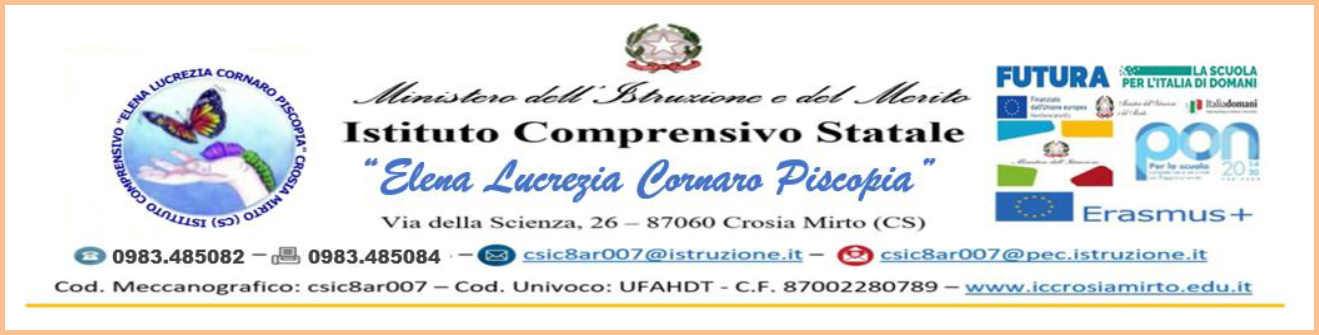 ISTITUTO COMPRENSIVO "ELENA LUCREZIA CORNARO PISCOPIA" CROSIA MIRTO (CS)
Ministero dell'Istruzione e del Merito
Istituto Comprensivo Statale
"Elena Lucrezia Cornaro Piscopia"
Via della Scienza, 26 – 87060 Crosia Mirto (CS)
FUTURA
LA SCUOLA
PER L'ITALIA DI DOMANI
Finanziato
dall'Unione europea
Italiadomani
pon
Per la scuola
Erasmus+
0983.485082 – 0983.485084 – csic8ar007@istruzione.it – csic8ar007@pec.istruzione.it
Cod. Meccanografico: csic8ar007 – Cod. Univoco: UFAHDT - C.F. 87002280789 – www.iccrosiamirto.edu.it